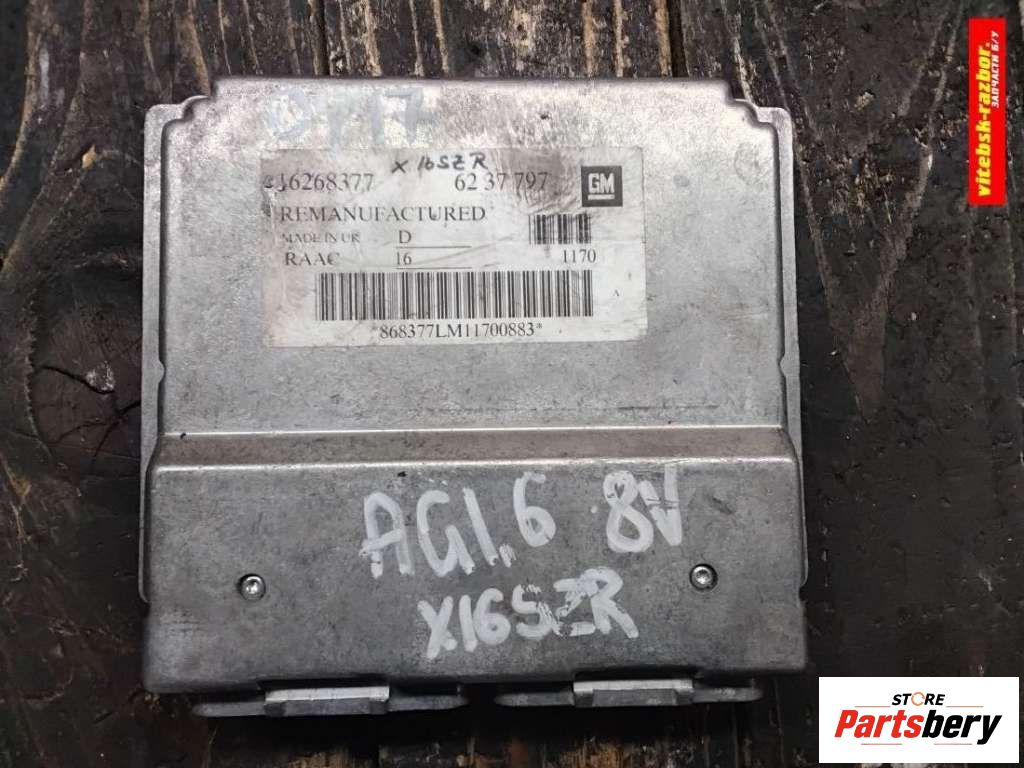 X16SZR
16268377 62 37 797 GM
REMANUFACTURED
MADE IN UK D
RAAC 16 1170
A
*868377LM11700883*
AG1,6 8V
X16SZR
vitebsk-razbor.
ЗАПЧАСТИ Б/У
STORE
Partsbery